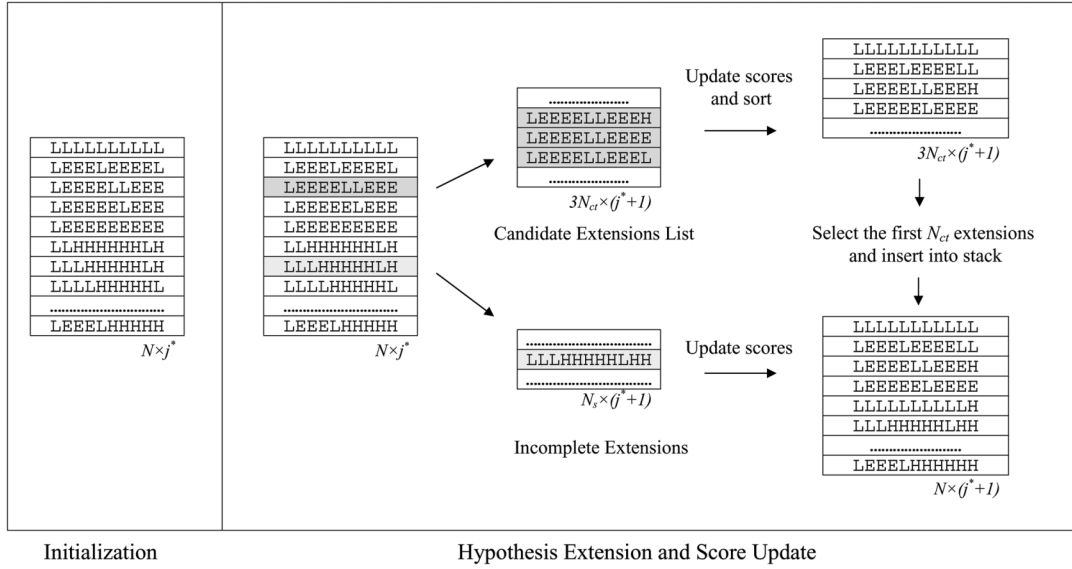 LLLLLLLLLL
LEEELEEEEL
LEEEELLEEE
LEEEEELEEE
LEEEEEEEEE
LLHHHHHHLH
LLLHHHHHLH
LLLLHHHHHL
........................
LEEELHHHHH
N×j*
Initialization
LLLLLLLLLL
LEEELEEEEL
LEEEELLEEE
LEEEEELEEE
LEEEEEEEEE
LLHHHHHHLH
LLLHHHHHLH
LLLLHHHHHL
........................
LEEELHHHHH
N×j*
........................
LEEEELLEEEH
LEEEELLEEEE
LEEEELLEEEL
........................
3Nct×(j*+1)
Candidate Extensions List
Update scores
and sort
LLLLLLLLLLL
LEEELEEEELL
LEEEELLEEEH
LEEEEELEEEE
........................
3Nct×(j*+1)
Select the first Nct extensions
and insert into stack
........................
LLLHHHHHLHH
........................
Ns×(j*+1)
Incomplete Extensions
Update scores
LLLLLLLLLLL
LEEELEEEELL
LEEEELLEEEH
LEEEEELEEEE
LLLLLLLLLLH
LLLHHHHHLHH
........................
LEEELHHHHHH
N×(j*+1)
Hypothesis Extension and Score Update